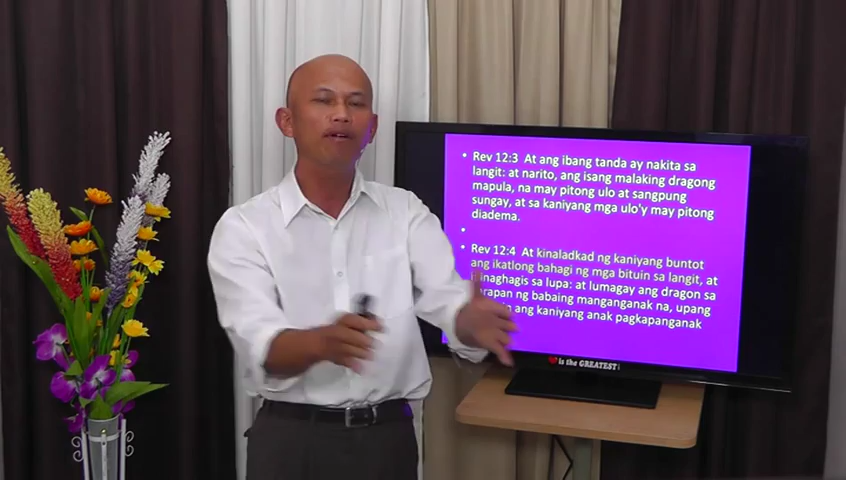 • Rev 12:3 At ang ibang tanda ay nakita sa
langit: at narito, ang isang malaking dragong
mapula, na may pitong ulo at sangpung
sungay, at sa kaniyang mga ulo'y may pitong
diadema.
•
• Rev 12:4 At kinaladkad ng kaniyang buntot
ang ikatlong bahagi ng mga bituin sa langit, at
sa lupa: at lumagay ang dragon sa
ng babaing manganganak na, upang
ang kaniyang anak pagkapanganak
is the GREATEST